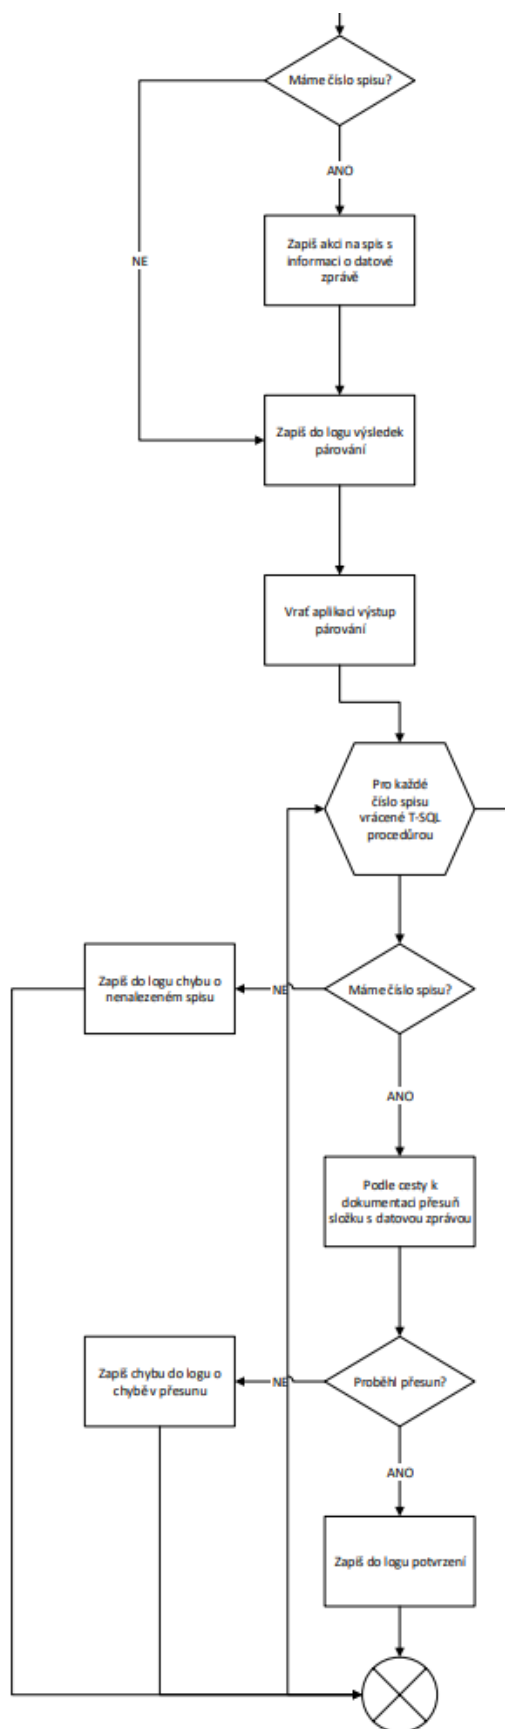 Máme číslo spisu?
ANO
NE
Zapiš akci na spis s
informaci o datové
zprávě
Zapiš do logu výsledek
párování
Vrať aplikaci výstup
párování
Pro každé
číslo spisu
vrácené T-SQL
procedůrou
Zapiš do logu chybu o
nenalezeném spisu
NE
Máme číslo spisu?
ANO
Podle cesty k
dokumentaci přesuň
složku s datovou zprávou
Zapiš chybu do logu o
chybě v přesunu
NE
Proběhl přesun?
ANO
Zapiš do logu potvrzení